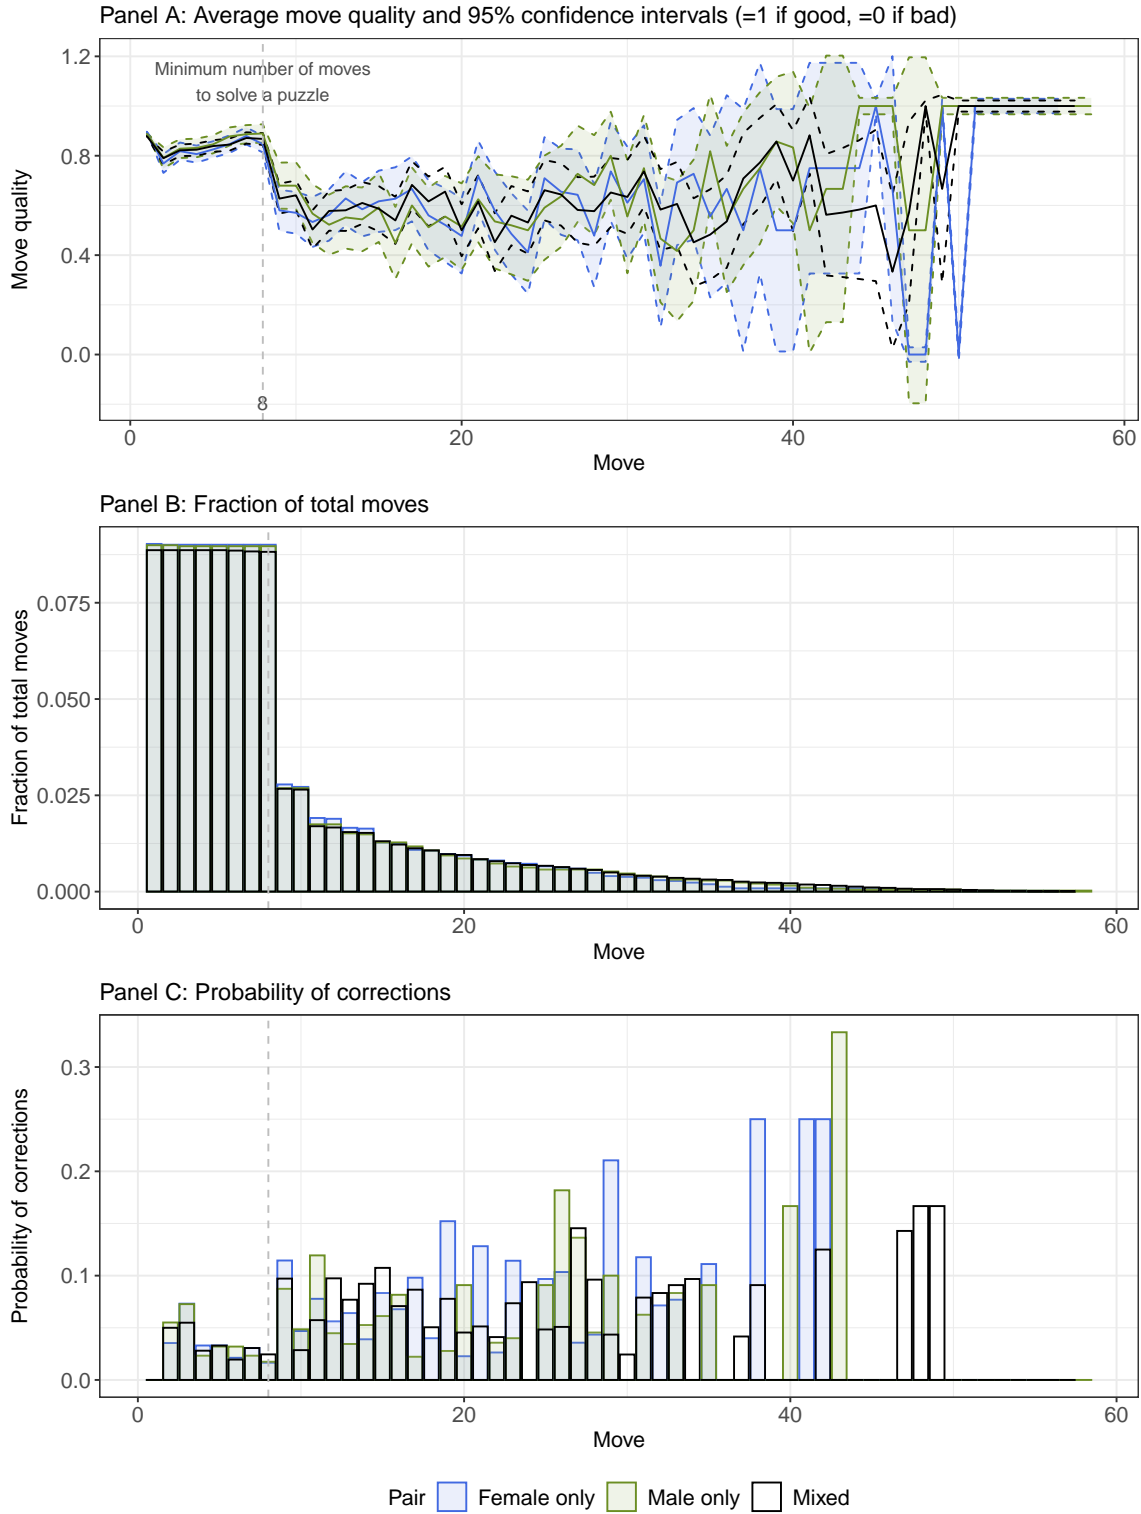 Panel A: Average move quality and 95% confidence intervals (=1 if good, =0 if bad)
Move quality
1.2
0.8
0.4
0.0
Minimum number of moves
to solve a puzzle
8
0
20
40
60
Move
Panel B: Fraction of total moves
Fraction of total moves
0.075
0.050
0.025
0.000
0
20
40
60
Move
Panel C: Probability of corrections
Probability of corrections
0.3
0.2
0.1
0.0
0
20
40
60
Move
Pair Female only Male only Mixed